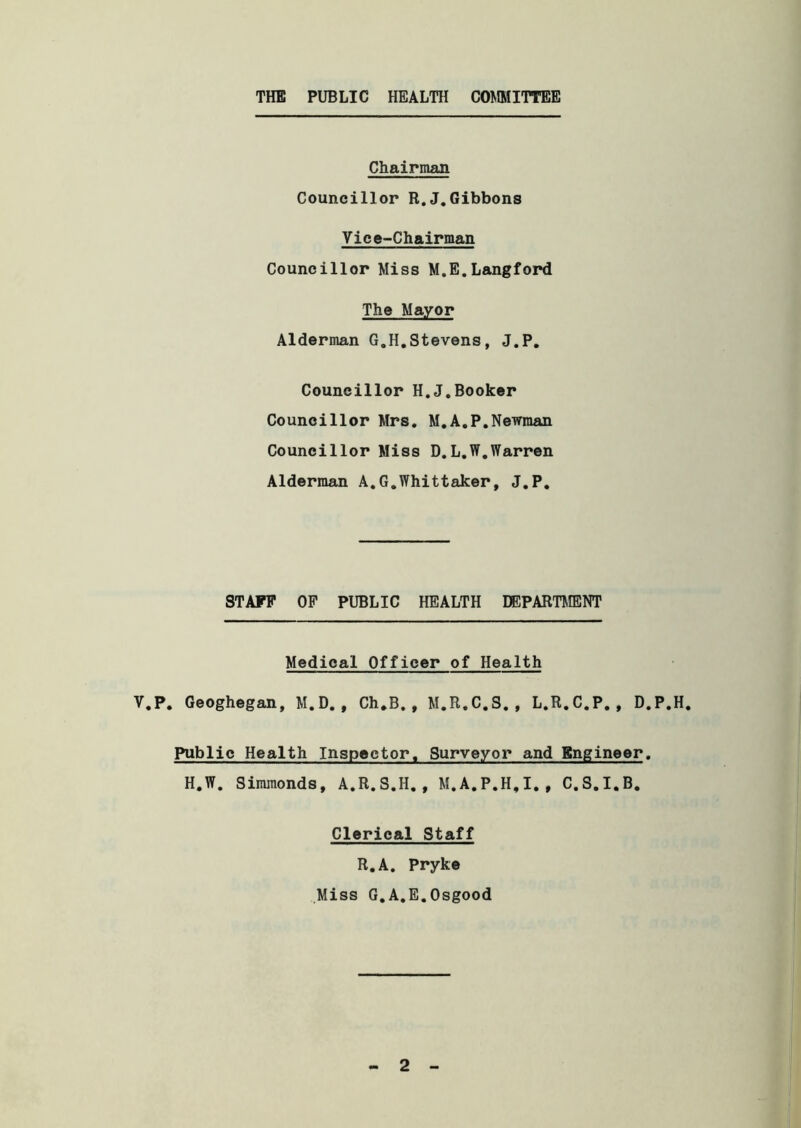 THE PUBLIC HEALTH COMMITTEE
Chairman
Councillor R.J.Gibbons
Vice-Chairman
Councillor Miss M.E.Langford
The Mayor
Alderman G.H.Stevens, J.P.
Councillor H.J.Booker
Councillor Mrs. M.A.P.Newman
Councillor Miss D.L.W.Warren
Alderman A.G.Whittaker, J.P.
STAFF OF PUBLIC HEALTH DEPARTMENT
Medical Officer of Health
V.P. Geoghegan, M.D., Ch.B., M.R.C.S., L.R.C.P., D.P.H.
Public Health Inspector, Surveyor and Engineer.
H.W. Simmonds, A.R.S.H., M.A.P.H.I., C.S.I.B.
Clerical Staff
R.A. Pryke
Miss G.A.E.Osgood
- 2 -